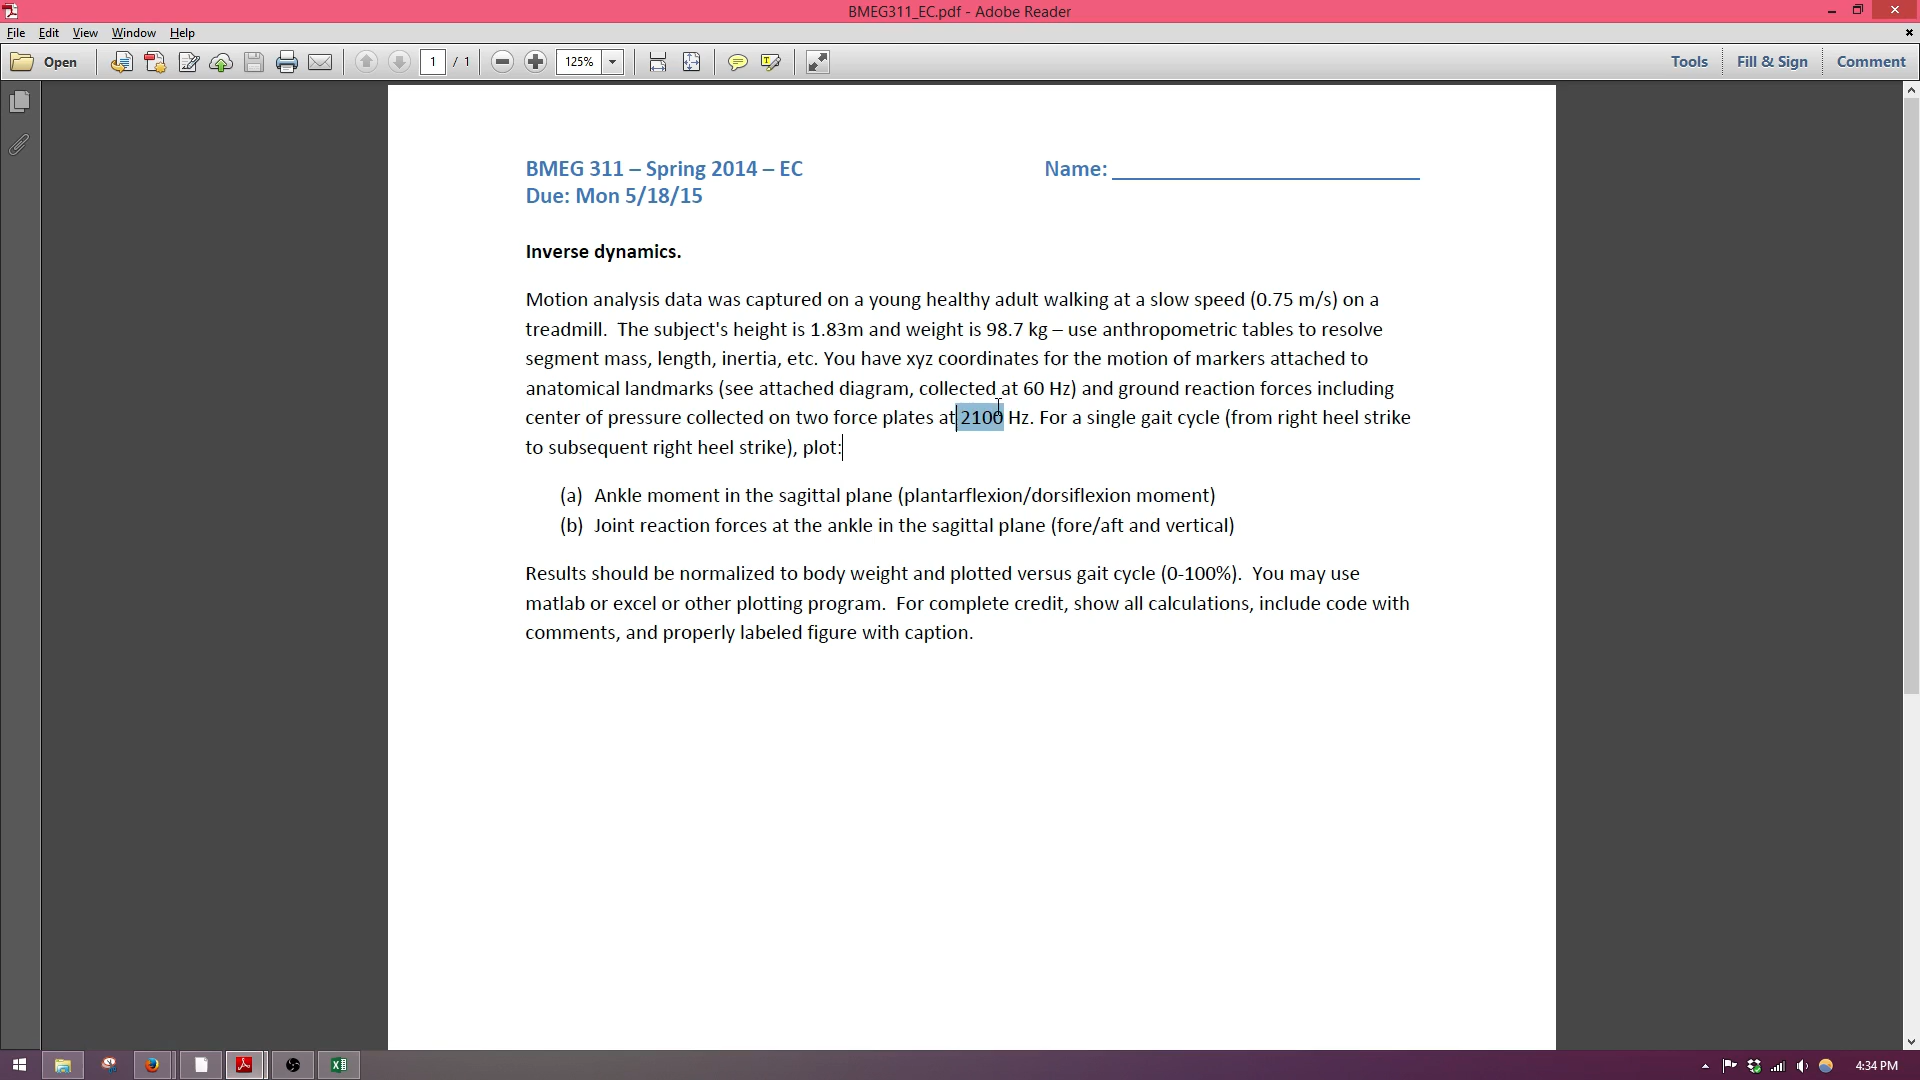 BMEG311_EC.pdf - Adobe Reader
File Edit View Window Help
Open 1 / 1 125% Tools Fill & Sign Comment
BMEG 311 – Spring 2014 – EC Name: ____________________________
Due: Mon 5/18/15
Inverse dynamics.
Motion analysis data was captured on a young healthy adult walking at a slow speed (0.75 m/s) on a
treadmill.  The subject's height is 1.83m and weight is 98.7 kg – use anthropometric tables to resolve
segment mass, length, inertia, etc. You have xyz coordinates for the motion of markers attached to
anatomical landmarks (see attached diagram, collected at 60 Hz) and ground reaction forces including
center of pressure collected on two force plates at 2100 Hz. For a single gait cycle (from right heel strike
to subsequent right heel strike), plot:
(a) Ankle moment in the sagittal plane (plantarflexion/dorsiflexion moment)
(b) Joint reaction forces at the ankle in the sagittal plane (fore/aft and vertical)
Results should be normalized to body weight and plotted versus gait cycle (0-100%).  You may use
matlab or excel or other plotting program.  For complete credit, show all calculations, include code with
comments, and properly labeled figure with caption.
4:34 PM